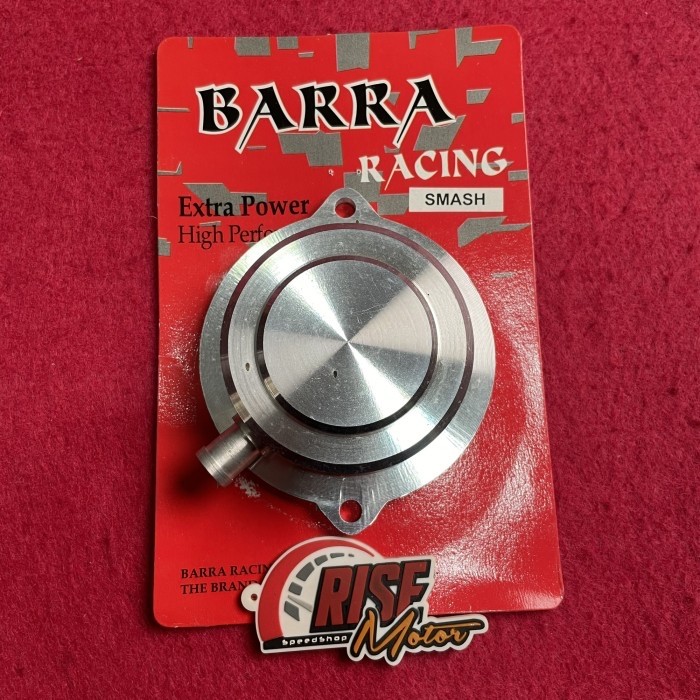 BARRA
RACING
SMASH
Extra Power
High Perfo
BARRA RACIN
THE BRAN
RISE
SPEEDSHOP
Motor